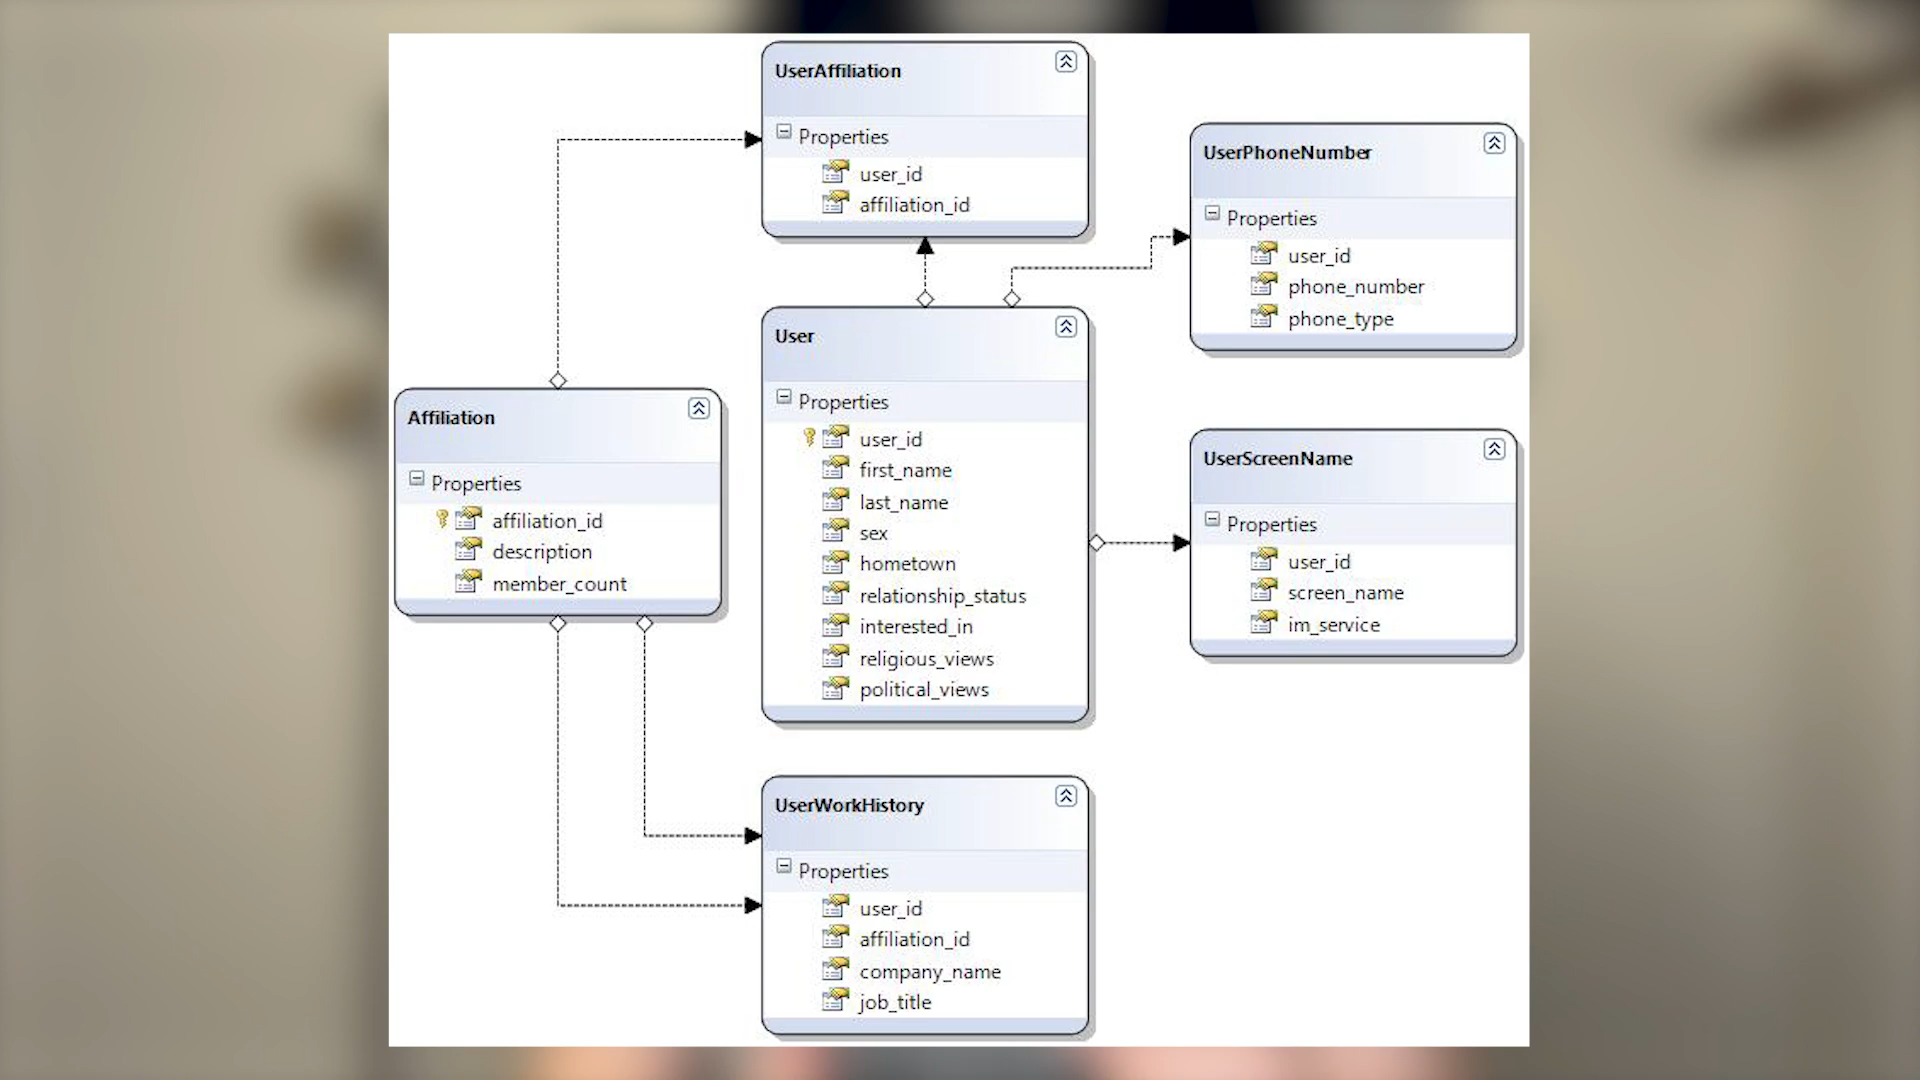 UserAffiliation
Properties
user_id
affiliation_id
UserPhoneNumber
Properties
user_id
phone_number
phone_type
User
Properties
user_id
first_name
last_name
sex
hometown
relationship_status
interested_in
religious_views
political_views
Affiliation
Properties
affiliation_id
description
member_count
UserScreenName
Properties
user_id
screen_name
im_service
UserWorkHistory
Properties
user_id
affiliation_id
company_name
job_title